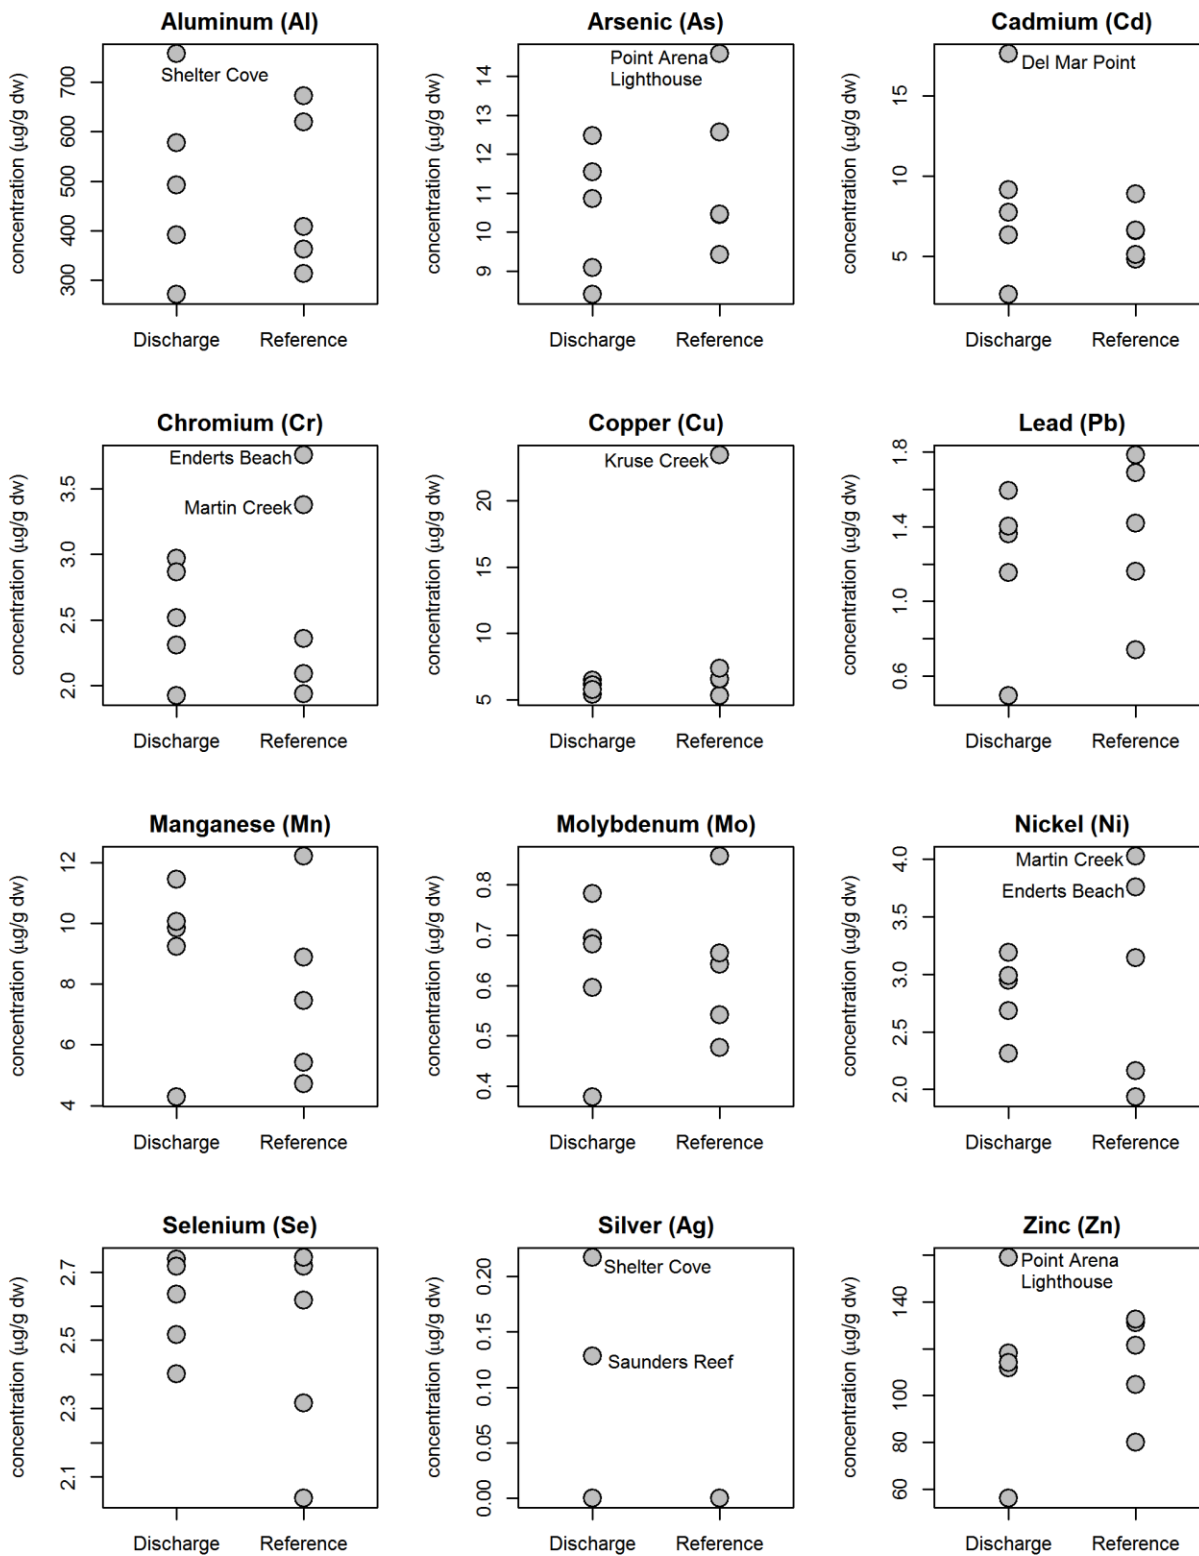 Aluminum (Al)
concentration (µg/g dw)
700
600
500
400
300
Shelter Cove
Discharge Reference
Arsenic (As)
concentration (µg/g dw)
14
13
12
11
10
9
Point Arena
Lighthouse
Discharge Reference
Cadmium (Cd)
concentration (µg/g dw)
15
10
5
Del Mar Point
Discharge Reference
Chromium (Cr)
concentration (µg/g dw)
3.5
3.0
2.5
2.0
Enderts Beach
Martin Creek
Discharge Reference
Copper (Cu)
concentration (µg/g dw)
20
15
10
5
Kruse Creek
Discharge Reference
Lead (Pb)
concentration (µg/g dw)
1.8
1.4
1.0
0.6
Discharge Reference
Manganese (Mn)
concentration (µg/g dw)
12
10
8
6
4
Discharge Reference
Molybdenum (Mo)
concentration (µg/g dw)
0.8
0.7
0.6
0.5
0.4
Discharge Reference
Nickel (Ni)
concentration (µg/g dw)
4.0
3.5
3.0
2.5
2.0
Martin Creek
Enderts Beach
Discharge Reference
Selenium (Se)
concentration (µg/g dw)
2.7
2.5
2.3
2.1
Discharge Reference
Silver (Ag)
concentration (µg/g dw)
0.20
0.15
0.10
0.05
0.00
Shelter Cove
Saunders Reef
Discharge Reference
Zinc (Zn)
concentration (µg/g dw)
140
100
80
60
Point Arena
Lighthouse
Discharge Reference